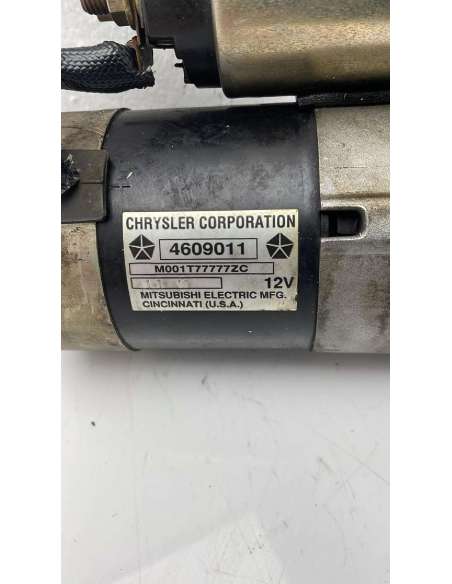 CHRYSLER CORPORATION
4609011
M001T77777ZC
12V
MITSUBISHI ELECTRIC MFG.
CINCINNATI (U.S.A.)